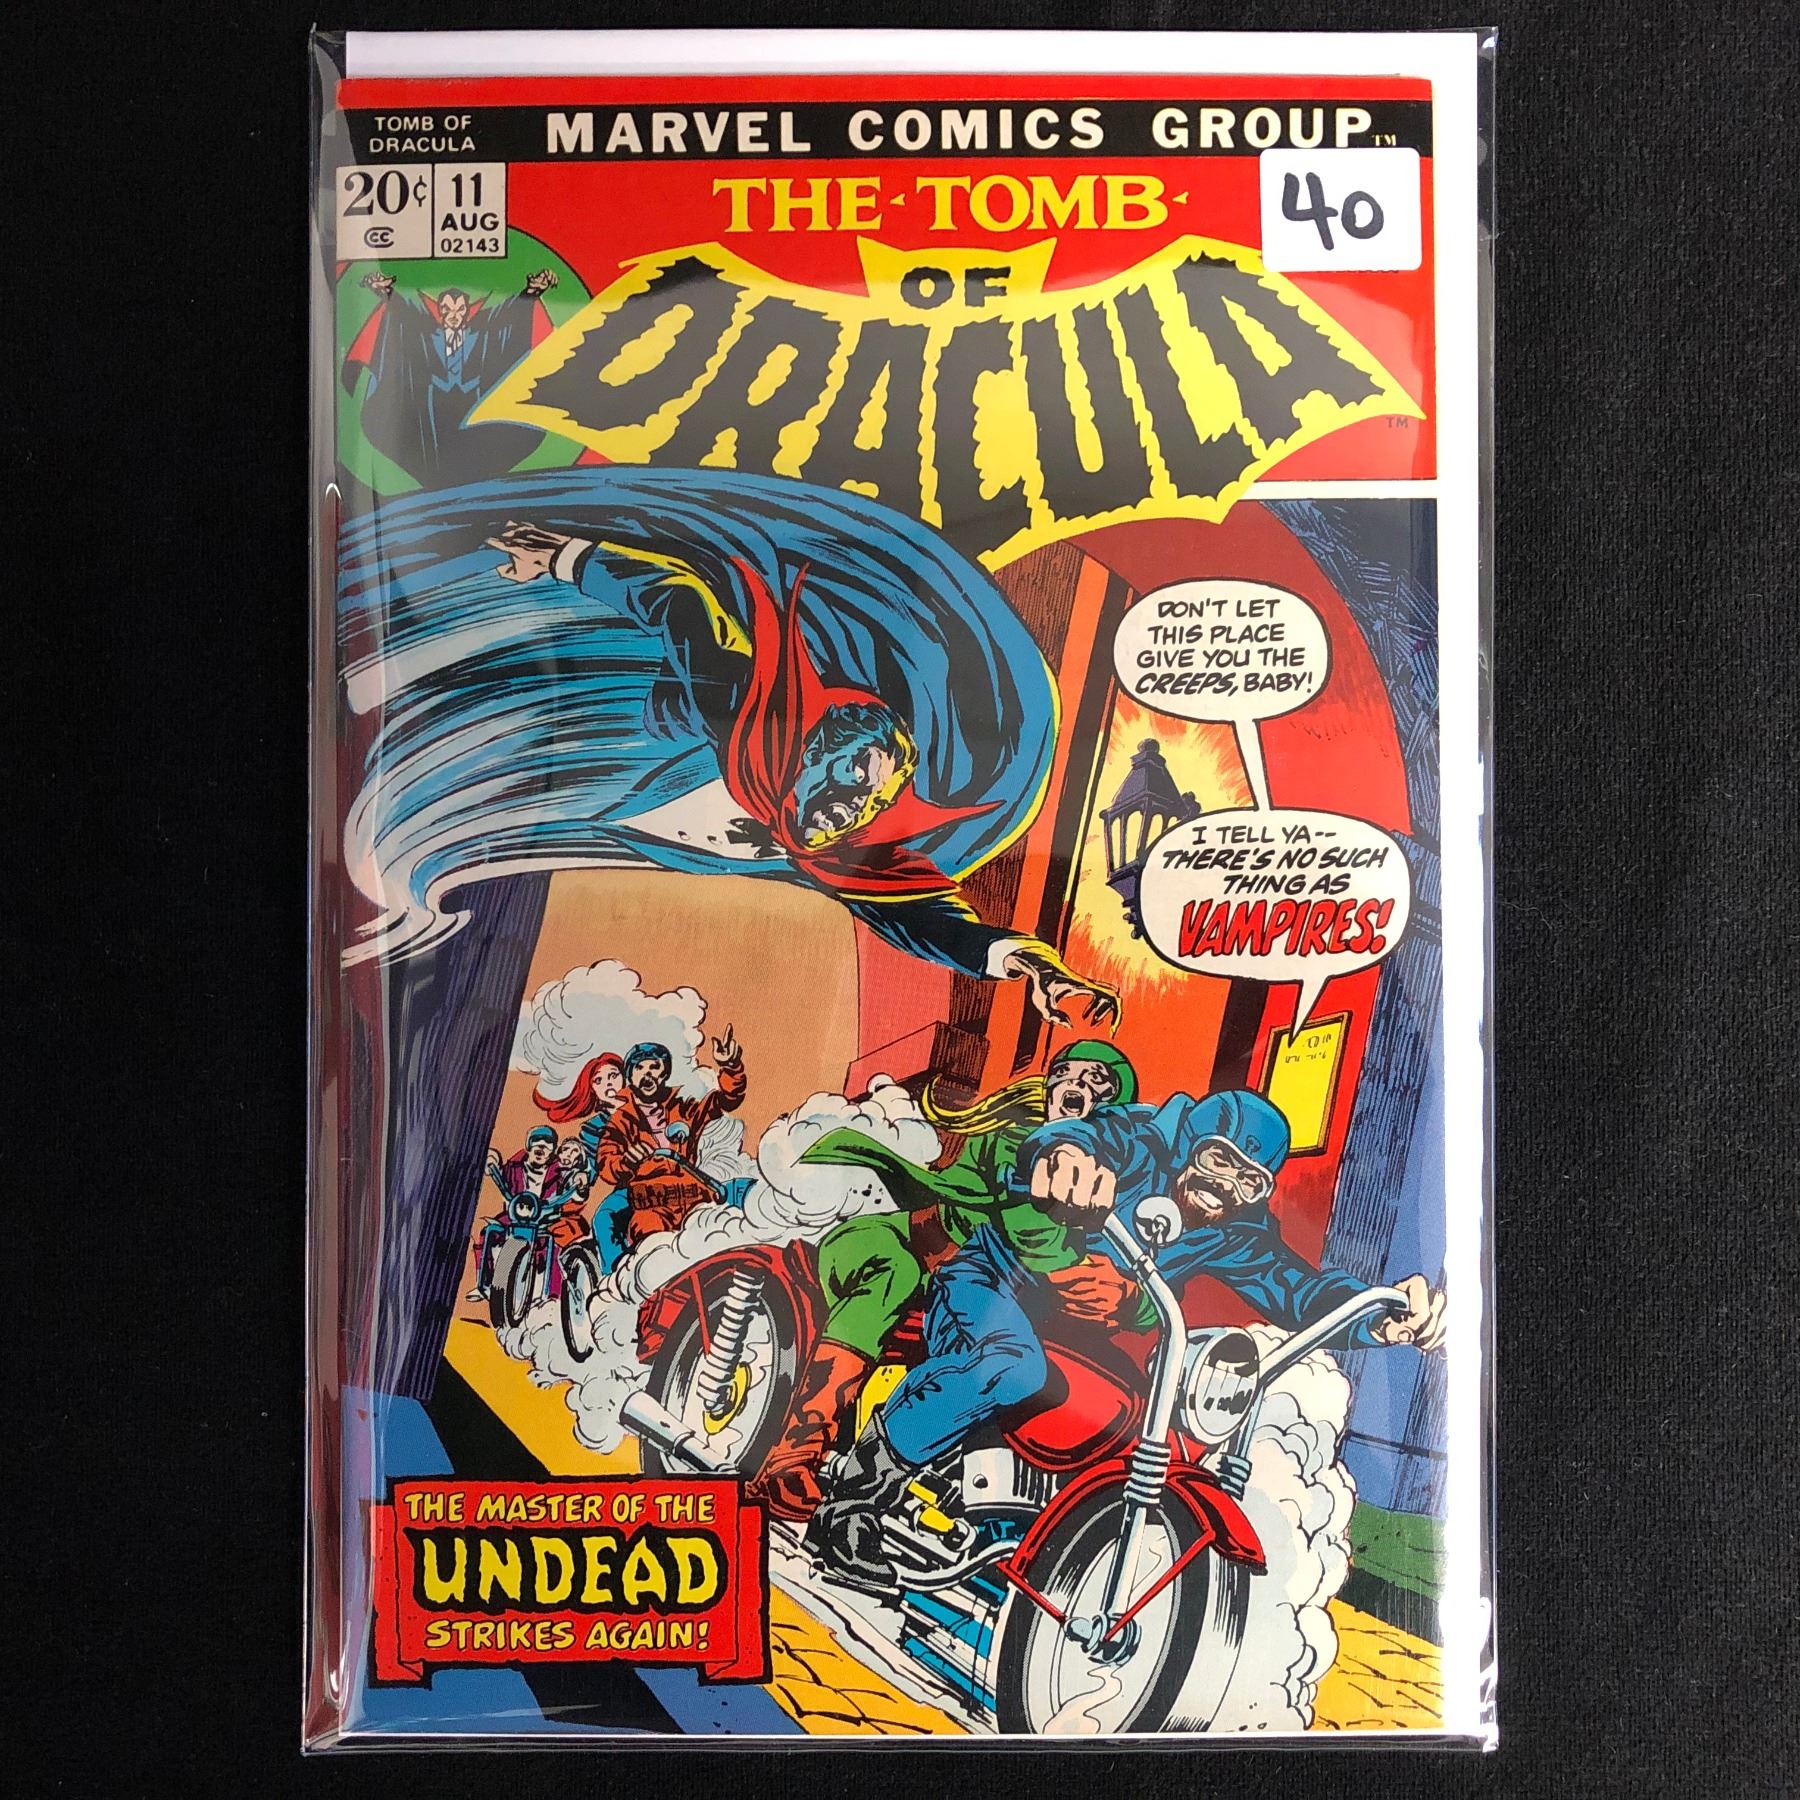 TOMB OF
DRACULA
MARVEL COMICS GROUP TM
20¢
CCC
11
AUG
02143
40
THE TOMB
OF
DRACULA
TM
DON'T LET
THIS PLACE
GIVE YOU THE
CREEPS, BABY!
I TELL YA--
THERE'S NO SUCH
THING AS
VAMPIRES!
THE MASTER OF THE
UNDEAD
STRIKES AGAIN!